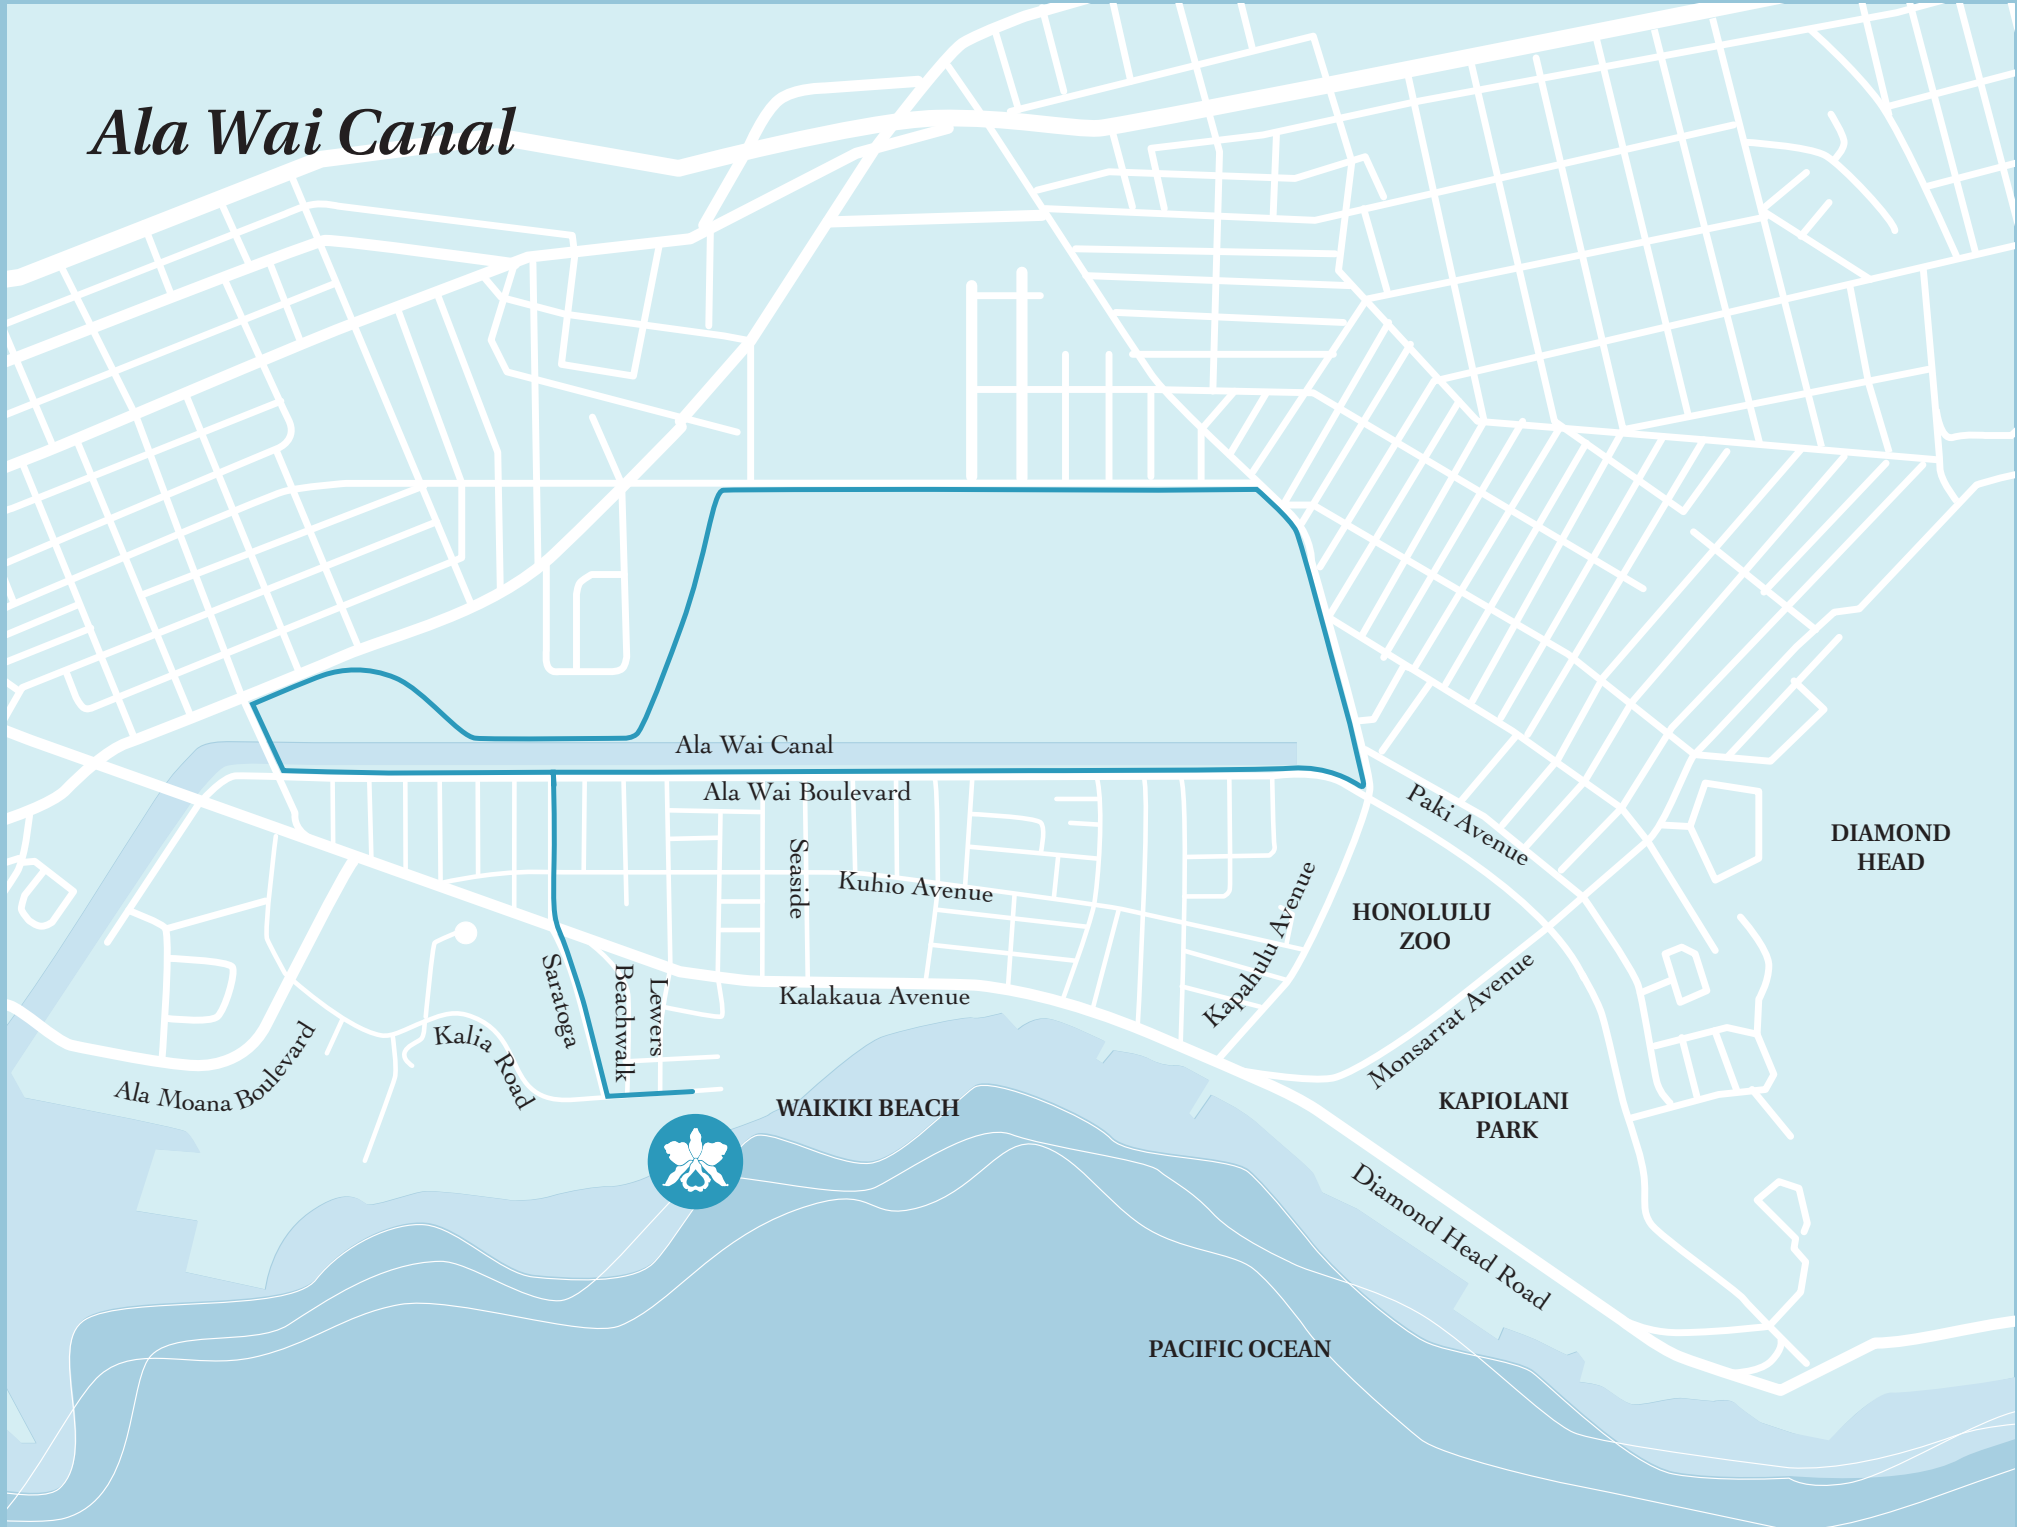 Ala Wai Canal
Ala Wai Canal
Ala Wai Boulevard
Paki Avenue
DIAMOND
HEAD
Seaside
Kuhio Avenue
Kapahulu Avenue
HONOLULU
ZOO
Saratoga
Beachwalk
Lewers
Kalakaua Avenue
Monsarrat Avenue
Ala Moana Boulevard
Kalia Road
WAIKIKI BEACH
KAPIOLANI
PARK
Diamond Head Road
PACIFIC OCEAN